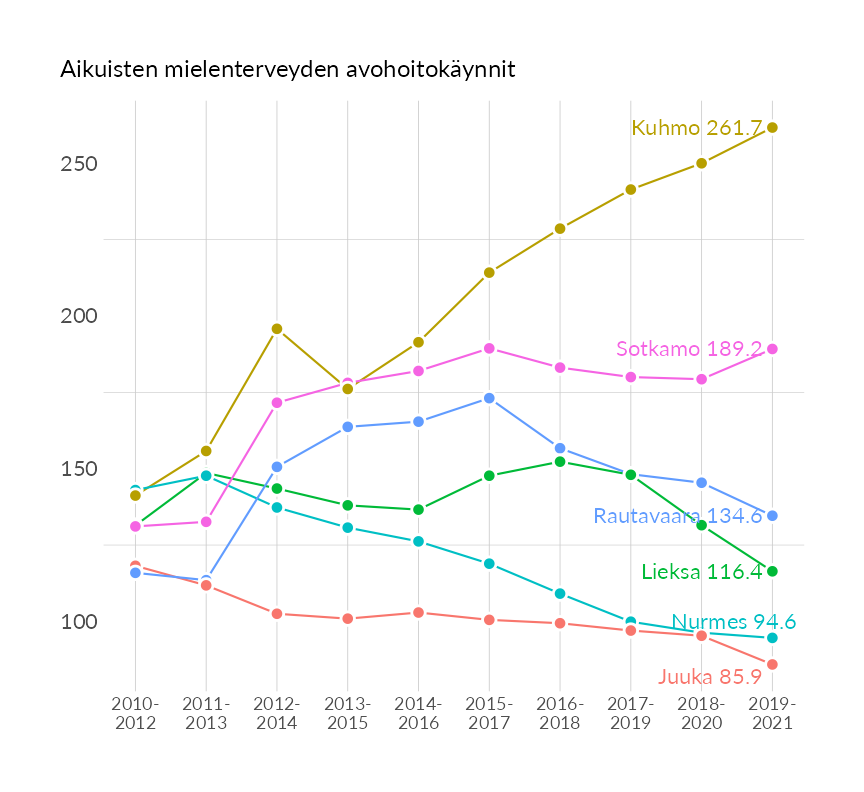 Aikuisten mielenterveyden avohoitokäynnit
Kuhmo 261.7
250
200
Sotkamo 189.2
150
Rautavaara 134.6
Lieksa 116.4
100
Nurmes 94.6
Juuka 85.9
2010- 2011- 2012- 2013- 2014- 2015- 2016- 2017- 2018- 2019-
2012 2013 2014 2015 2016 2017 2018 2019 2020 2021